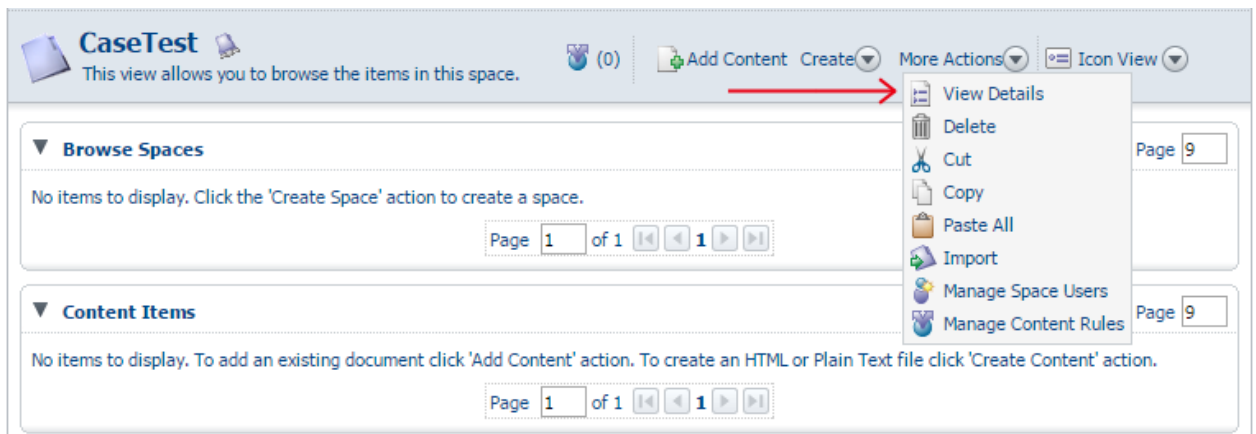 CaseTest
This view allows you to browse the items in this space.
(0)
Add Content Create More Actions Icon View
View Details
Delete
Cut
Copy
Paste All
Import
Manage Space Users
Manage Content Rules
Browse Spaces
Page 9
No items to display. Click the 'Create Space' action to create a space.
Page 1 of 1 1
Content Items
Page 9
No items to display. To add an existing document click 'Add Content' action. To create an HTML or Plain Text file click 'Create Content' action.
Page 1 of 1 1